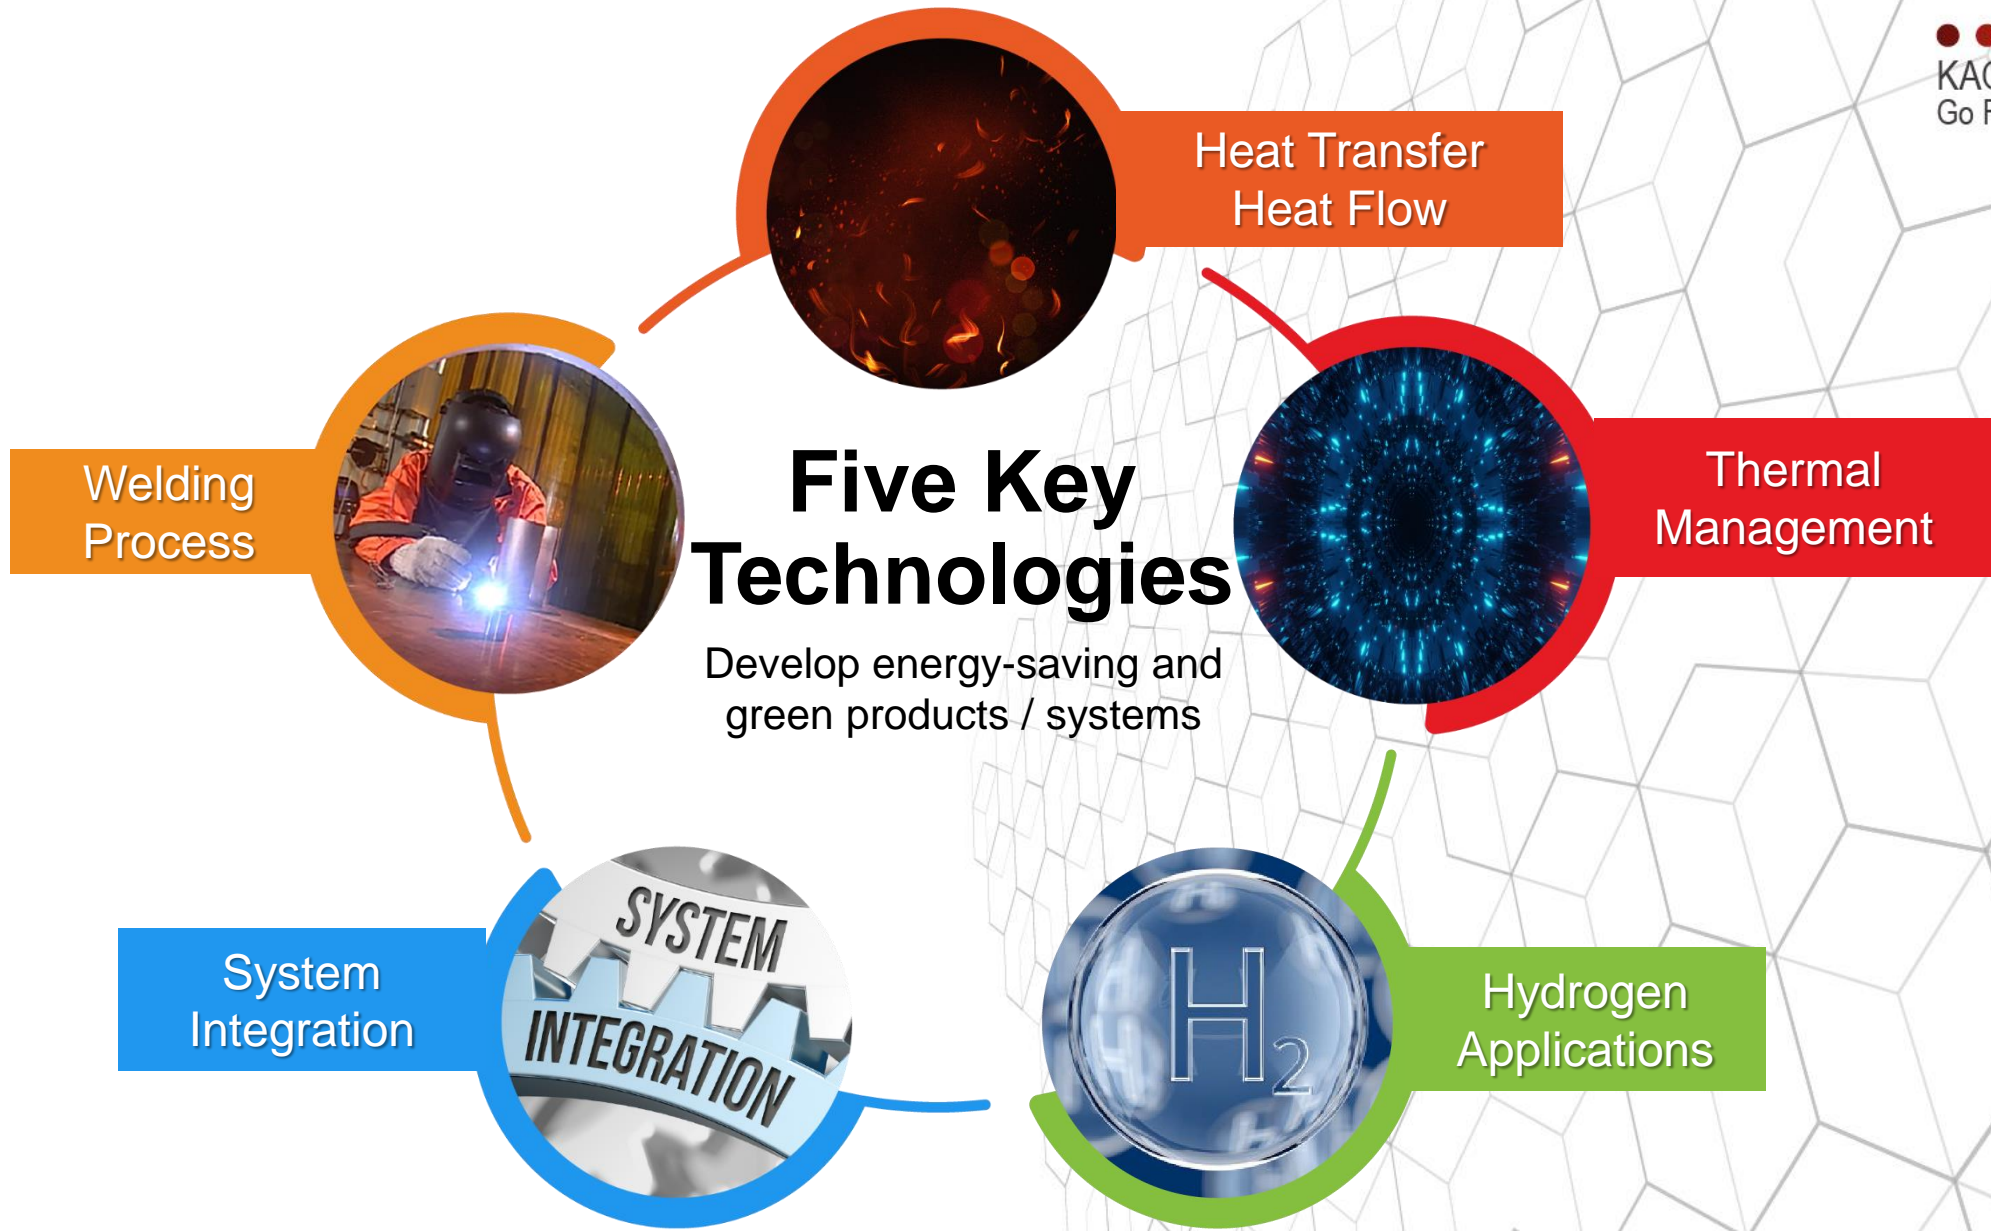 Heat Transfer
Heat Flow
Welding
Process
Five Key
Technologies
Develop energy-saving and
green products / systems
Thermal
Management
SYSTEM
INTEGRATION
System
Integration
H2
Hydrogen
Applications